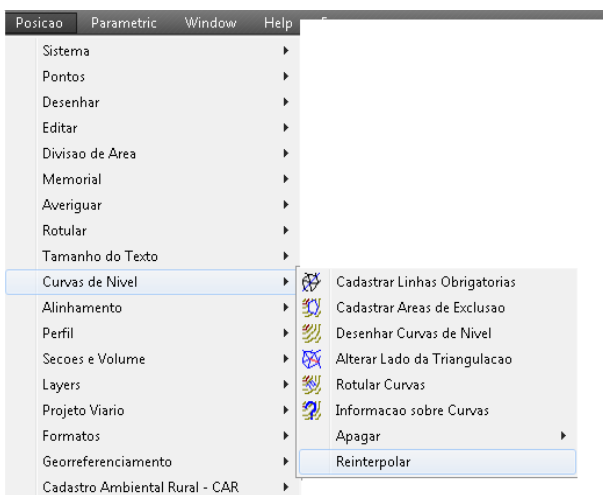 Posicao Parametric Window Help
Sistema
Pontos
Desenhar
Editar
Divisao de Area
Memorial
Averiguar
Rotular
Tamanho do Texto
Curvas de Nivel
Alinhamento
Perfil
Secoes e Volume
Layers
Projeto Viario
Formatos
Georreferenciamento
Cadastro Ambiental Rural - CAR
Cadastrar Linhas Obrigatorias
Cadastrar Areas de Exclusao
Desenhar Curvas de Nivel
Alterar Lado da Triangulacao
Rotular Curvas
Informacao sobre Curvas
Apagar
Reinterpolar